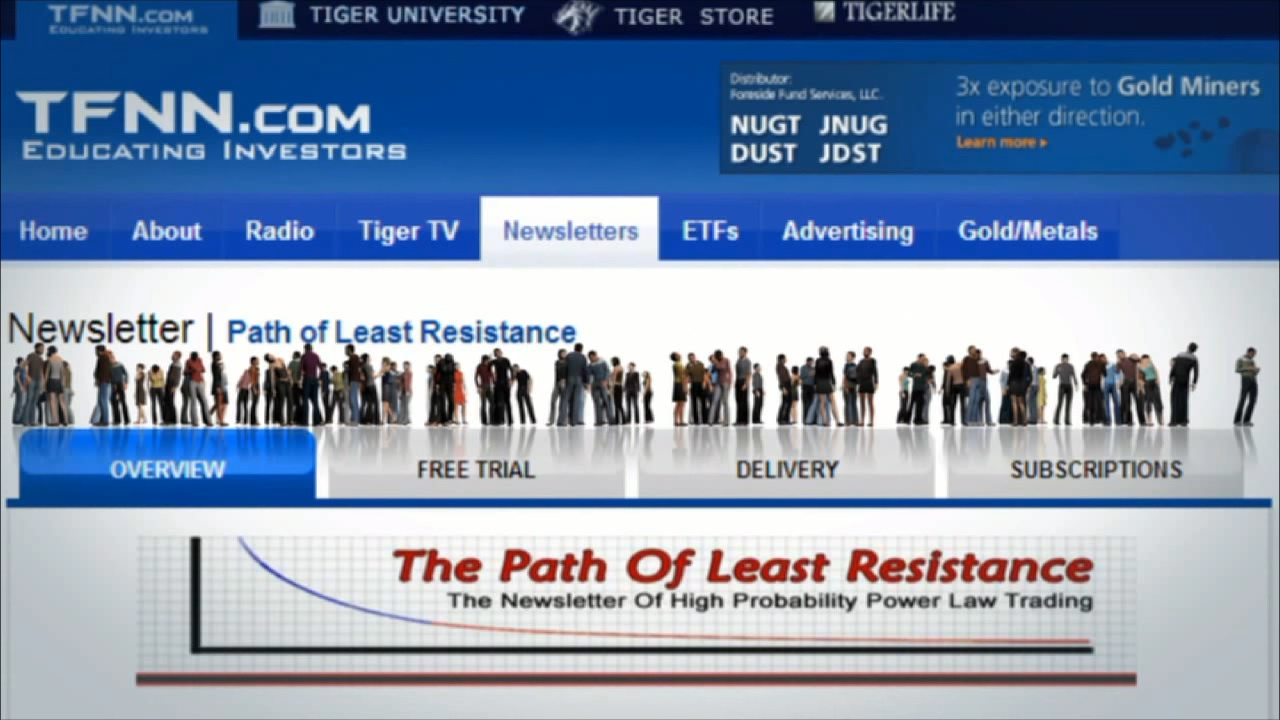 TFNN.COM
EDUCATING INVESTORS
TIGER UNIVERSITY
TIGER STORE
TIGERLIFE
TFNN.COM
EDUCATING INVESTORS
Distributor:
Foreside Fund Services, LLC.
NUGT JNUG
DUST JDST
3x exposure to Gold Miners
in either direction.
Learn more
Home About Radio Tiger TV Newsletters ETFs Advertising Gold/Metals
Newsletter | Path of Least Resistance
OVERVIEW FREE TRIAL DELIVERY SUBSCRIPTIONS
The Path Of Least Resistance
The Newsletter Of High Probability Power Law Trading